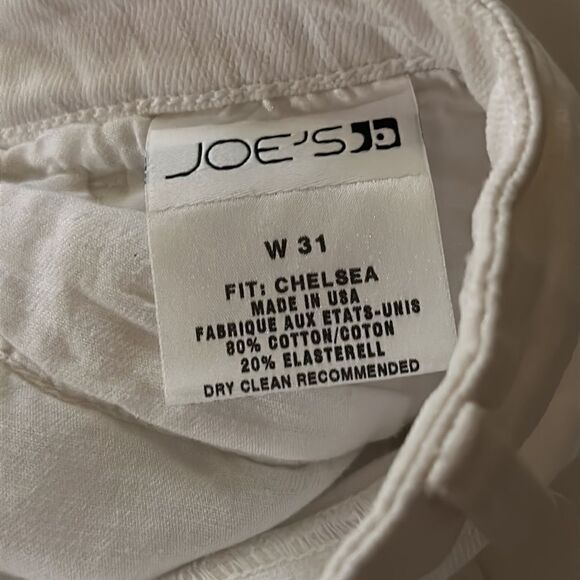 JOE'S
W 31
FIT: CHELSEA
MADE IN USA
FABRIQUE AUX ETATS-UNIS
80% COTTON/COTON
20% ELASTERELL
DRY CLEAN RECOMMENDED